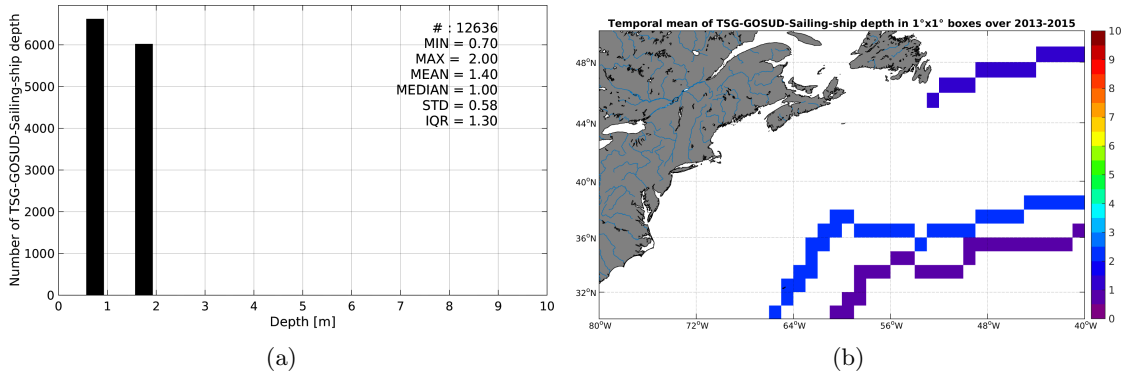 Number of TSG-GOSUD-Sailing-ship depth
6000
5000
4000
3000
2000
1000
0
# : 12636
MIN = 0.70
MAX = 2.00
MEAN = 1.40
MEDIAN = 1.00
STD = 0.58
IQR = 1.30
0 1 2 3 4 5 6 7 8 9 10
Depth [m]
(a)
Temporal mean of TSG-GOSUD-Sailing-ship depth in 1°x1° boxes over 2013-2015
48°N
44°N
40°N
36°N
32°N
80°W 72°W 64°W 56°W 48°W 40°W
10
9
8
7
6
5
4
3
2
1
0
(b)